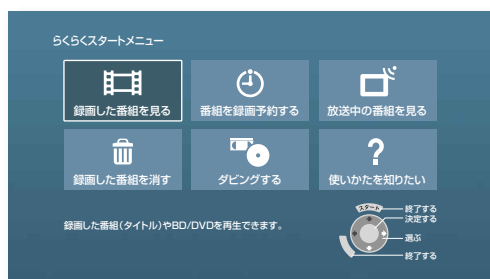 らくらくスタートメニュー
録画した番組を見る
番組を録画予約する
放送中の番組を見る
録画した番組を消す
ダビングする
使いかたを知りたい
録画した番組(タイトル)やBD/DVDを再生できます。
スタート
終了する
決定する
選ぶ
終了する